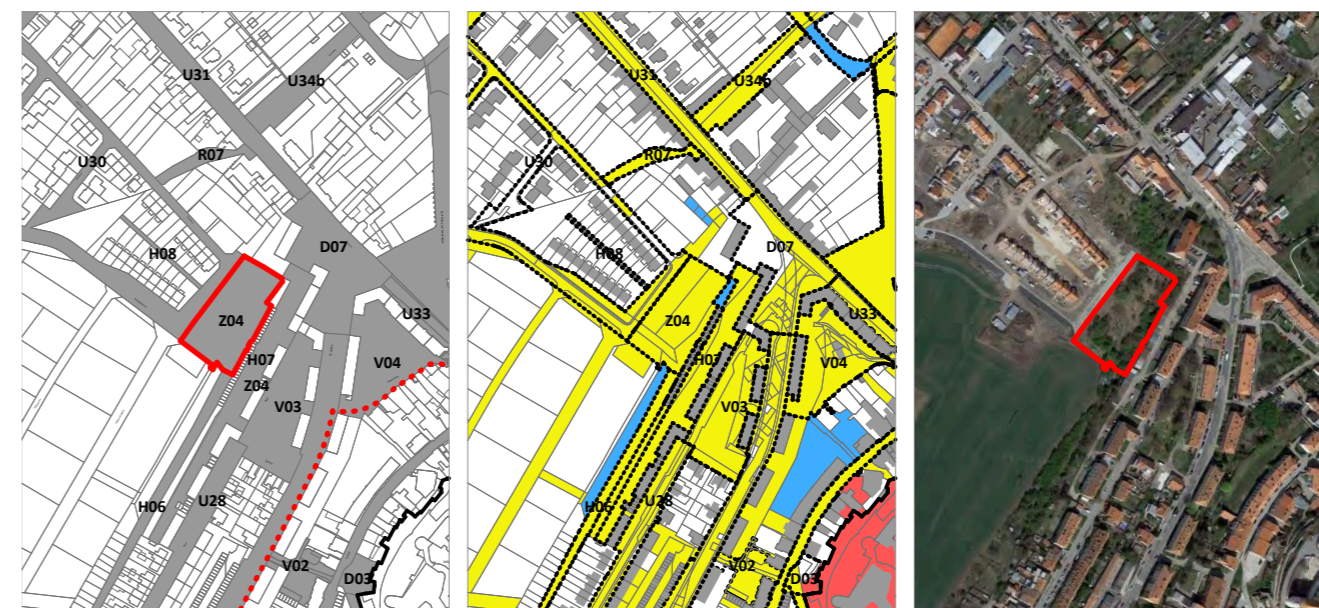 U31
U34b
R07
U30
D07
H08
Z04
U33
H07
V04
Z04
V03
U28
H06
V02
D03
U31
U34b
R07
U30
D07
H08
Z04
U33
H07
V04
V03
H06
U28
V02
D03